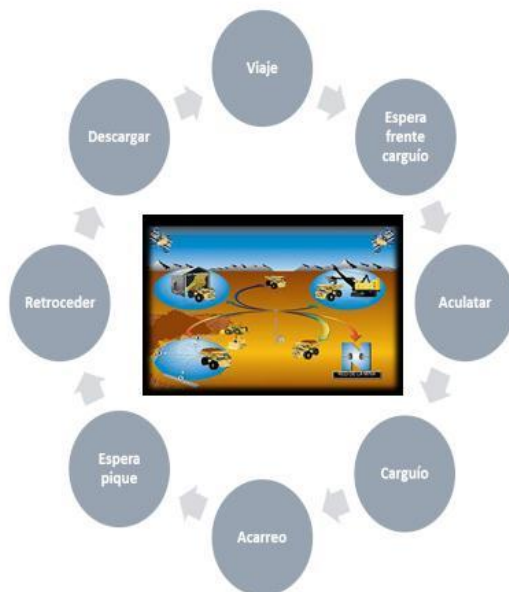 Viaje
Espera
frente
carguío
Aculatar
Carguío
Acarreo
Espera
pique
Retroceder
Descargar
N